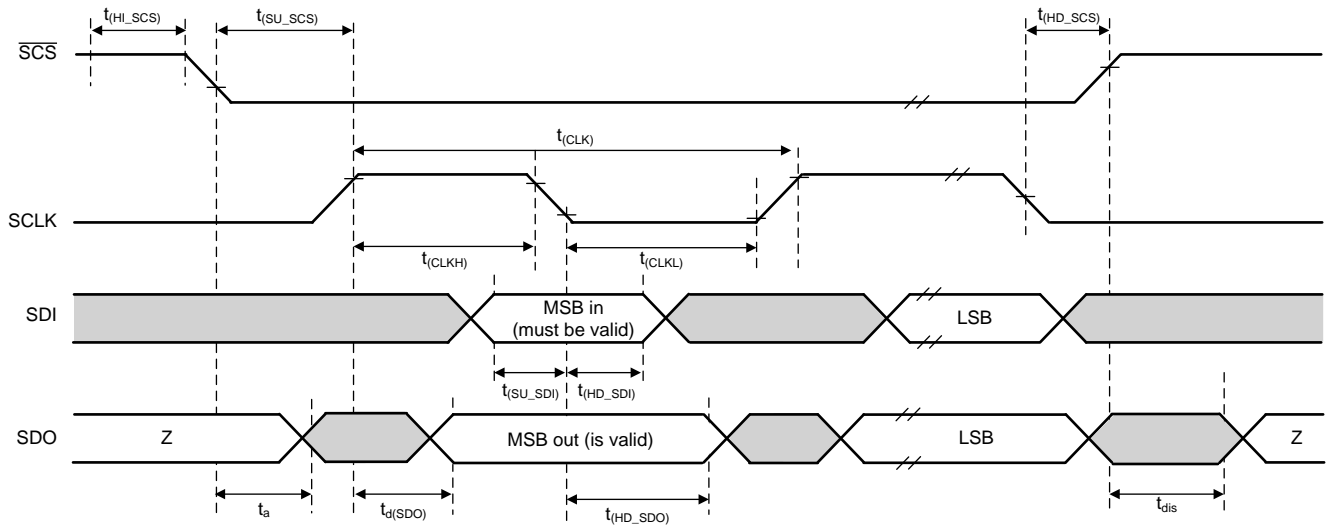 t(HI_SCS)
t(SU_SCS)
t(HD_SCS)
SCS
t(CLK)
SCLK
t(CLKH)
t(CLKL)
SDI
MSB in
(must be valid)
LSB
t(SU_SDI)
t(HD_SDI)
SDO
Z
MSB out (is valid)
LSB
Z
ta
td(SDO)
t(HD_SDO)
tdis